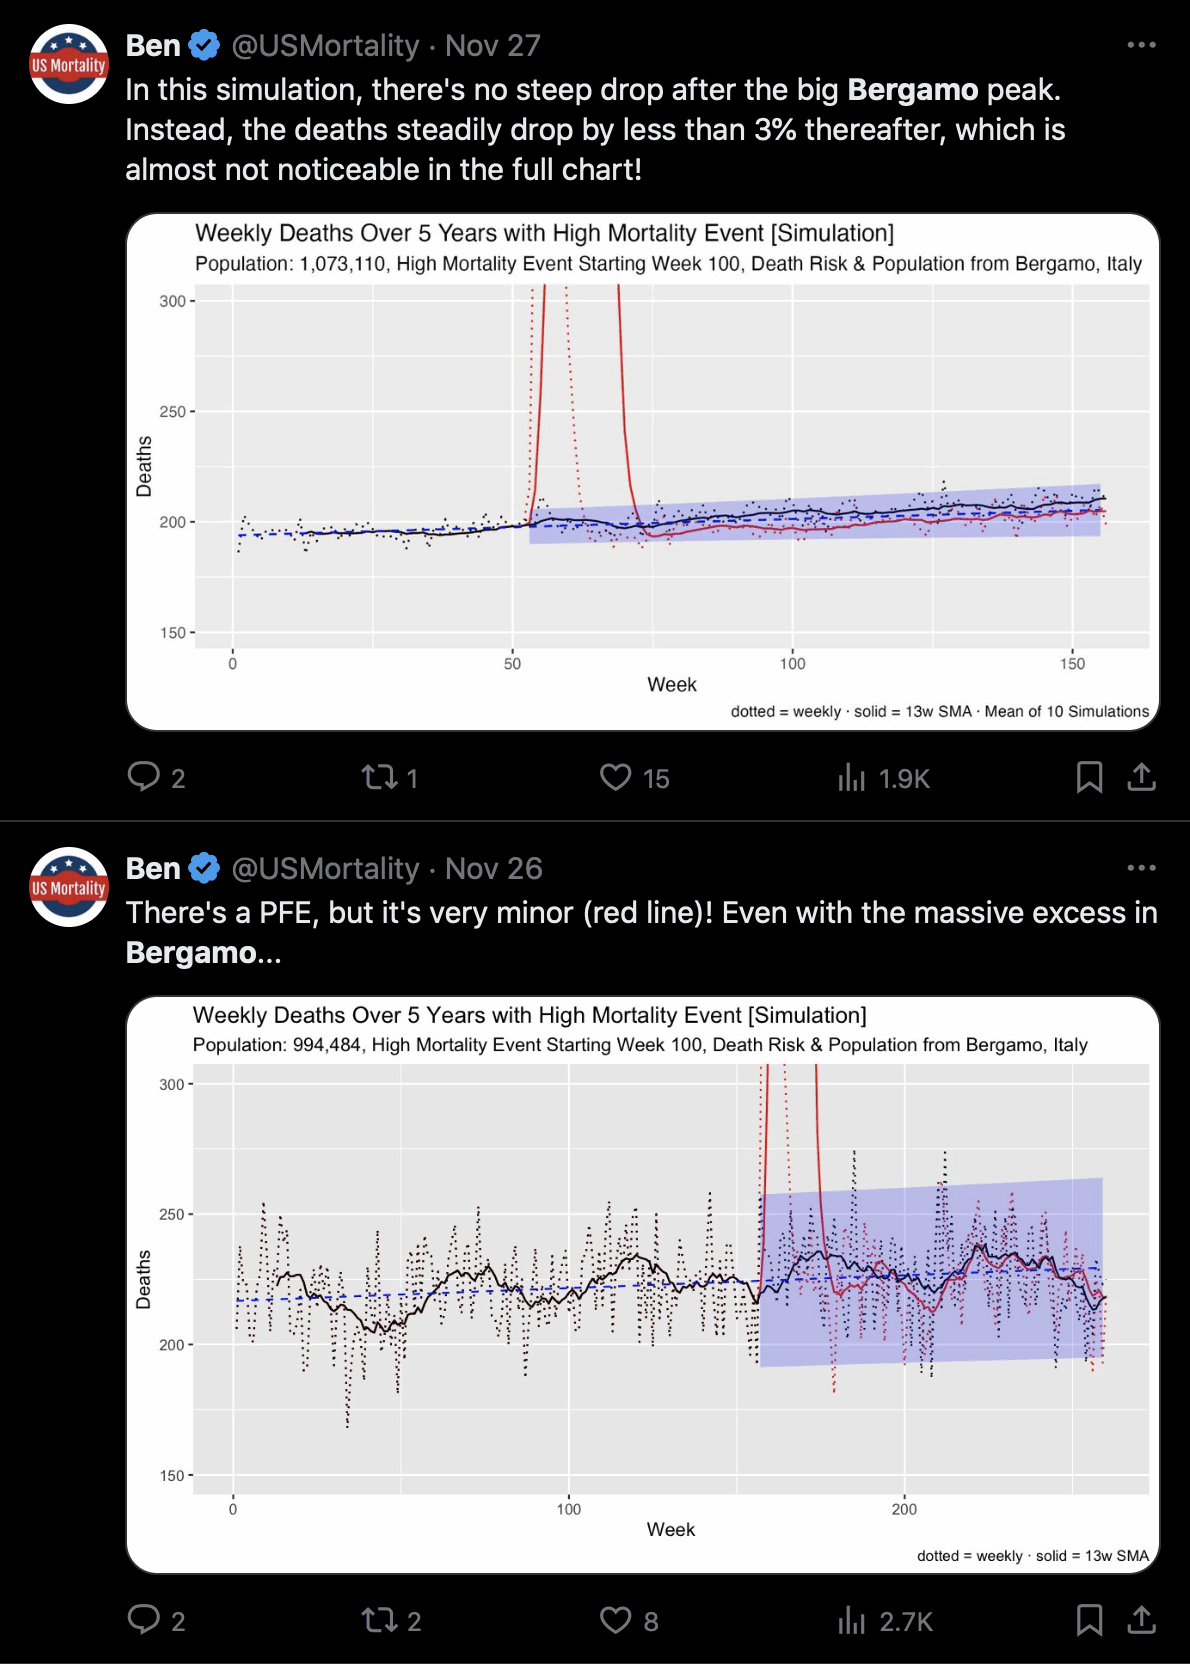 Ben @USMortality · Nov 27
US Mortality
In this simulation, there's no steep drop after the big Bergamo peak.
Instead, the deaths steadily drop by less than 3% thereafter, which is
almost not noticeable in the full chart!
Weekly Deaths Over 5 Years with High Mortality Event [Simulation]
Population: 1,073,110, High Mortality Event Starting Week 100, Death Risk & Population from Bergamo, Italy
300
250
200
150
Deaths
0 50 100 150
Week
dotted = weekly · solid = 13w SMA · Mean of 10 Simulations
2 1 15 1.9K
Ben @USMortality · Nov 26
US Mortality
There's a PFE, but it's very minor (red line)! Even with the massive excess in
Bergamo...
Weekly Deaths Over 5 Years with High Mortality Event [Simulation]
Population: 994,484, High Mortality Event Starting Week 100, Death Risk & Population from Bergamo, Italy
300
250
200
150
Deaths
0 100 200
Week
dotted = weekly · solid = 13w SMA
2 2 8 2.7K